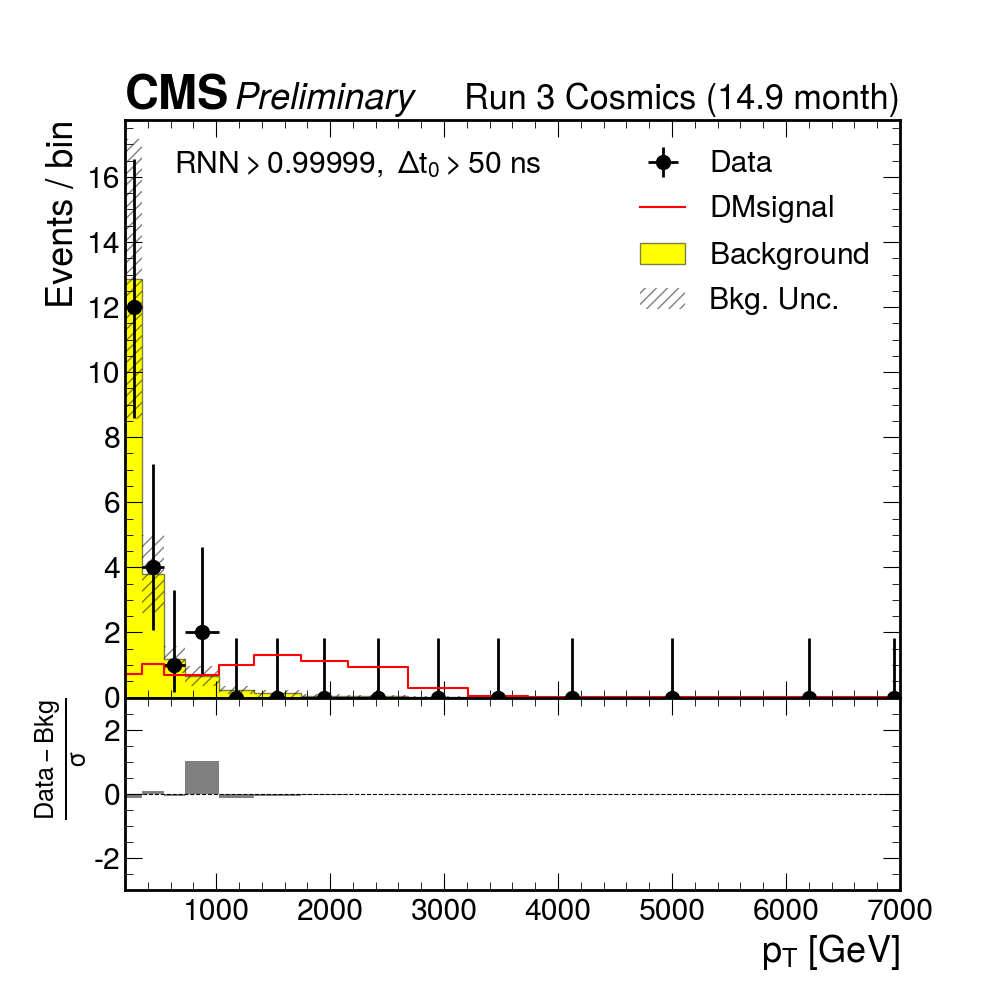 CMS Preliminary Run 3 Cosmics (14.9 month)
Events / bin
RNN > 0.99999, Δt₀ > 50 ns
Data
DMsignal
Background
Bkg. Unc.
16
14
12
10
8
6
4
2
0
Data − Bkg
σ
2
0
-2
1000 2000 3000 4000 5000 6000 7000
p_T [GeV]